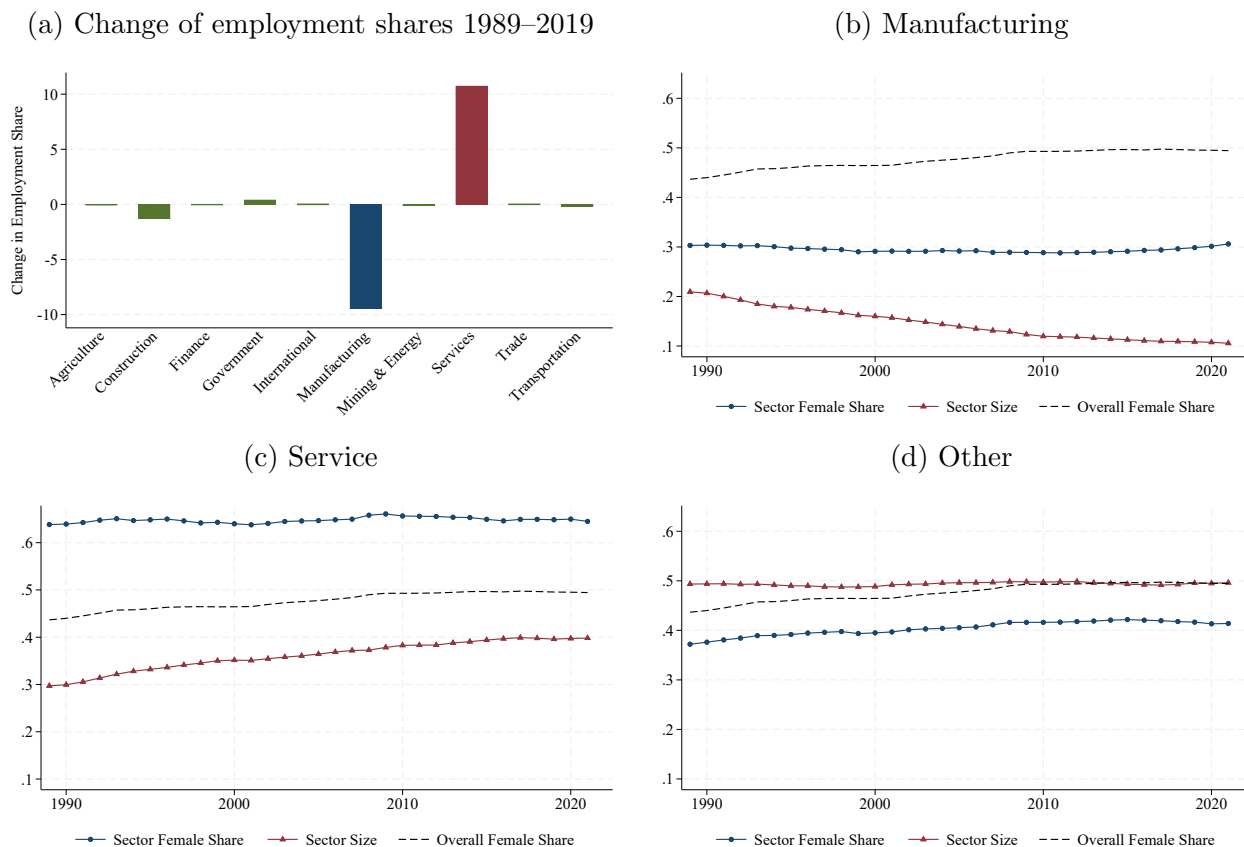 (a) Change of employment shares 1989–2019
Change in Employment Share
10
5
0
-5
-10
Agriculture
Construction
Finance
Government
International
Manufacturing
Mining & Energy
Services
Trade
Transportation
(b) Manufacturing
.6
.5
.4
.3
.2
.1
1990 2000 2010 2020
Sector Female Share Sector Size Overall Female Share
(c) Service
.6
.5
.4
.3
.2
.1
1990 2000 2010 2020
Sector Female Share Sector Size Overall Female Share
(d) Other
.6
.5
.4
.3
.2
.1
1990 2000 2010 2020
Sector Female Share Sector Size Overall Female Share